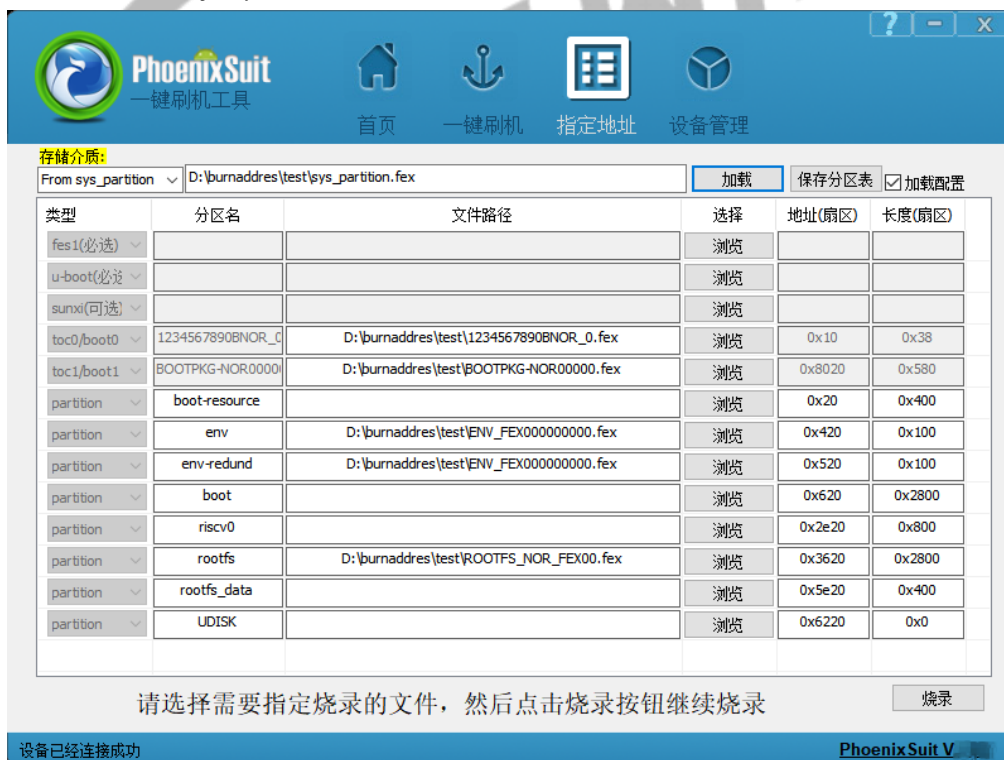 ? - X
PhoenixSuit
一键刷机工具
首页 一键刷机 指定地址 设备管理
存储介质:
From sys_partition D:\burnaddres\test\sys_partition.fex 加载 保存分区表 加载配置
类型 分区名 文件路径 选择 地址(扇区) 长度(扇区)
fes1(必选) 浏览
u-boot(必选 浏览
sunxi(可选) 浏览
toc0/boot0 1234567890BNOR_0 D:\burnaddres\test\1234567890BNOR_0.fex 浏览 0x10 0x38
toc1/boot1 BOOTPKG-NOR0000 D:\burnaddres\test\BOOTPKG-NOR00000.fex 浏览 0x8020 0x580
partition boot-resource 浏览 0x20 0x400
partition env D:\burnaddres\test\ENV_FEX000000000.fex 浏览 0x420 0x100
partition env-redund D:\burnaddres\test\ENV_FEX000000000.fex 浏览 0x520 0x100
partition boot 浏览 0x620 0x2800
partition riscv0 浏览 0x2e20 0x800
partition rootfs D:\burnaddres\test\ROOTFS_NOR_FEX00.fex 浏览 0x3620 0x2800
partition rootfs_data 浏览 0x5e20 0x400
partition UDISK 浏览 0x6220 0x0
请选择需要指定烧录的文件，然后点击烧录按钮继续烧录 烧录
设备已经连接成功 PhoenixSuit V